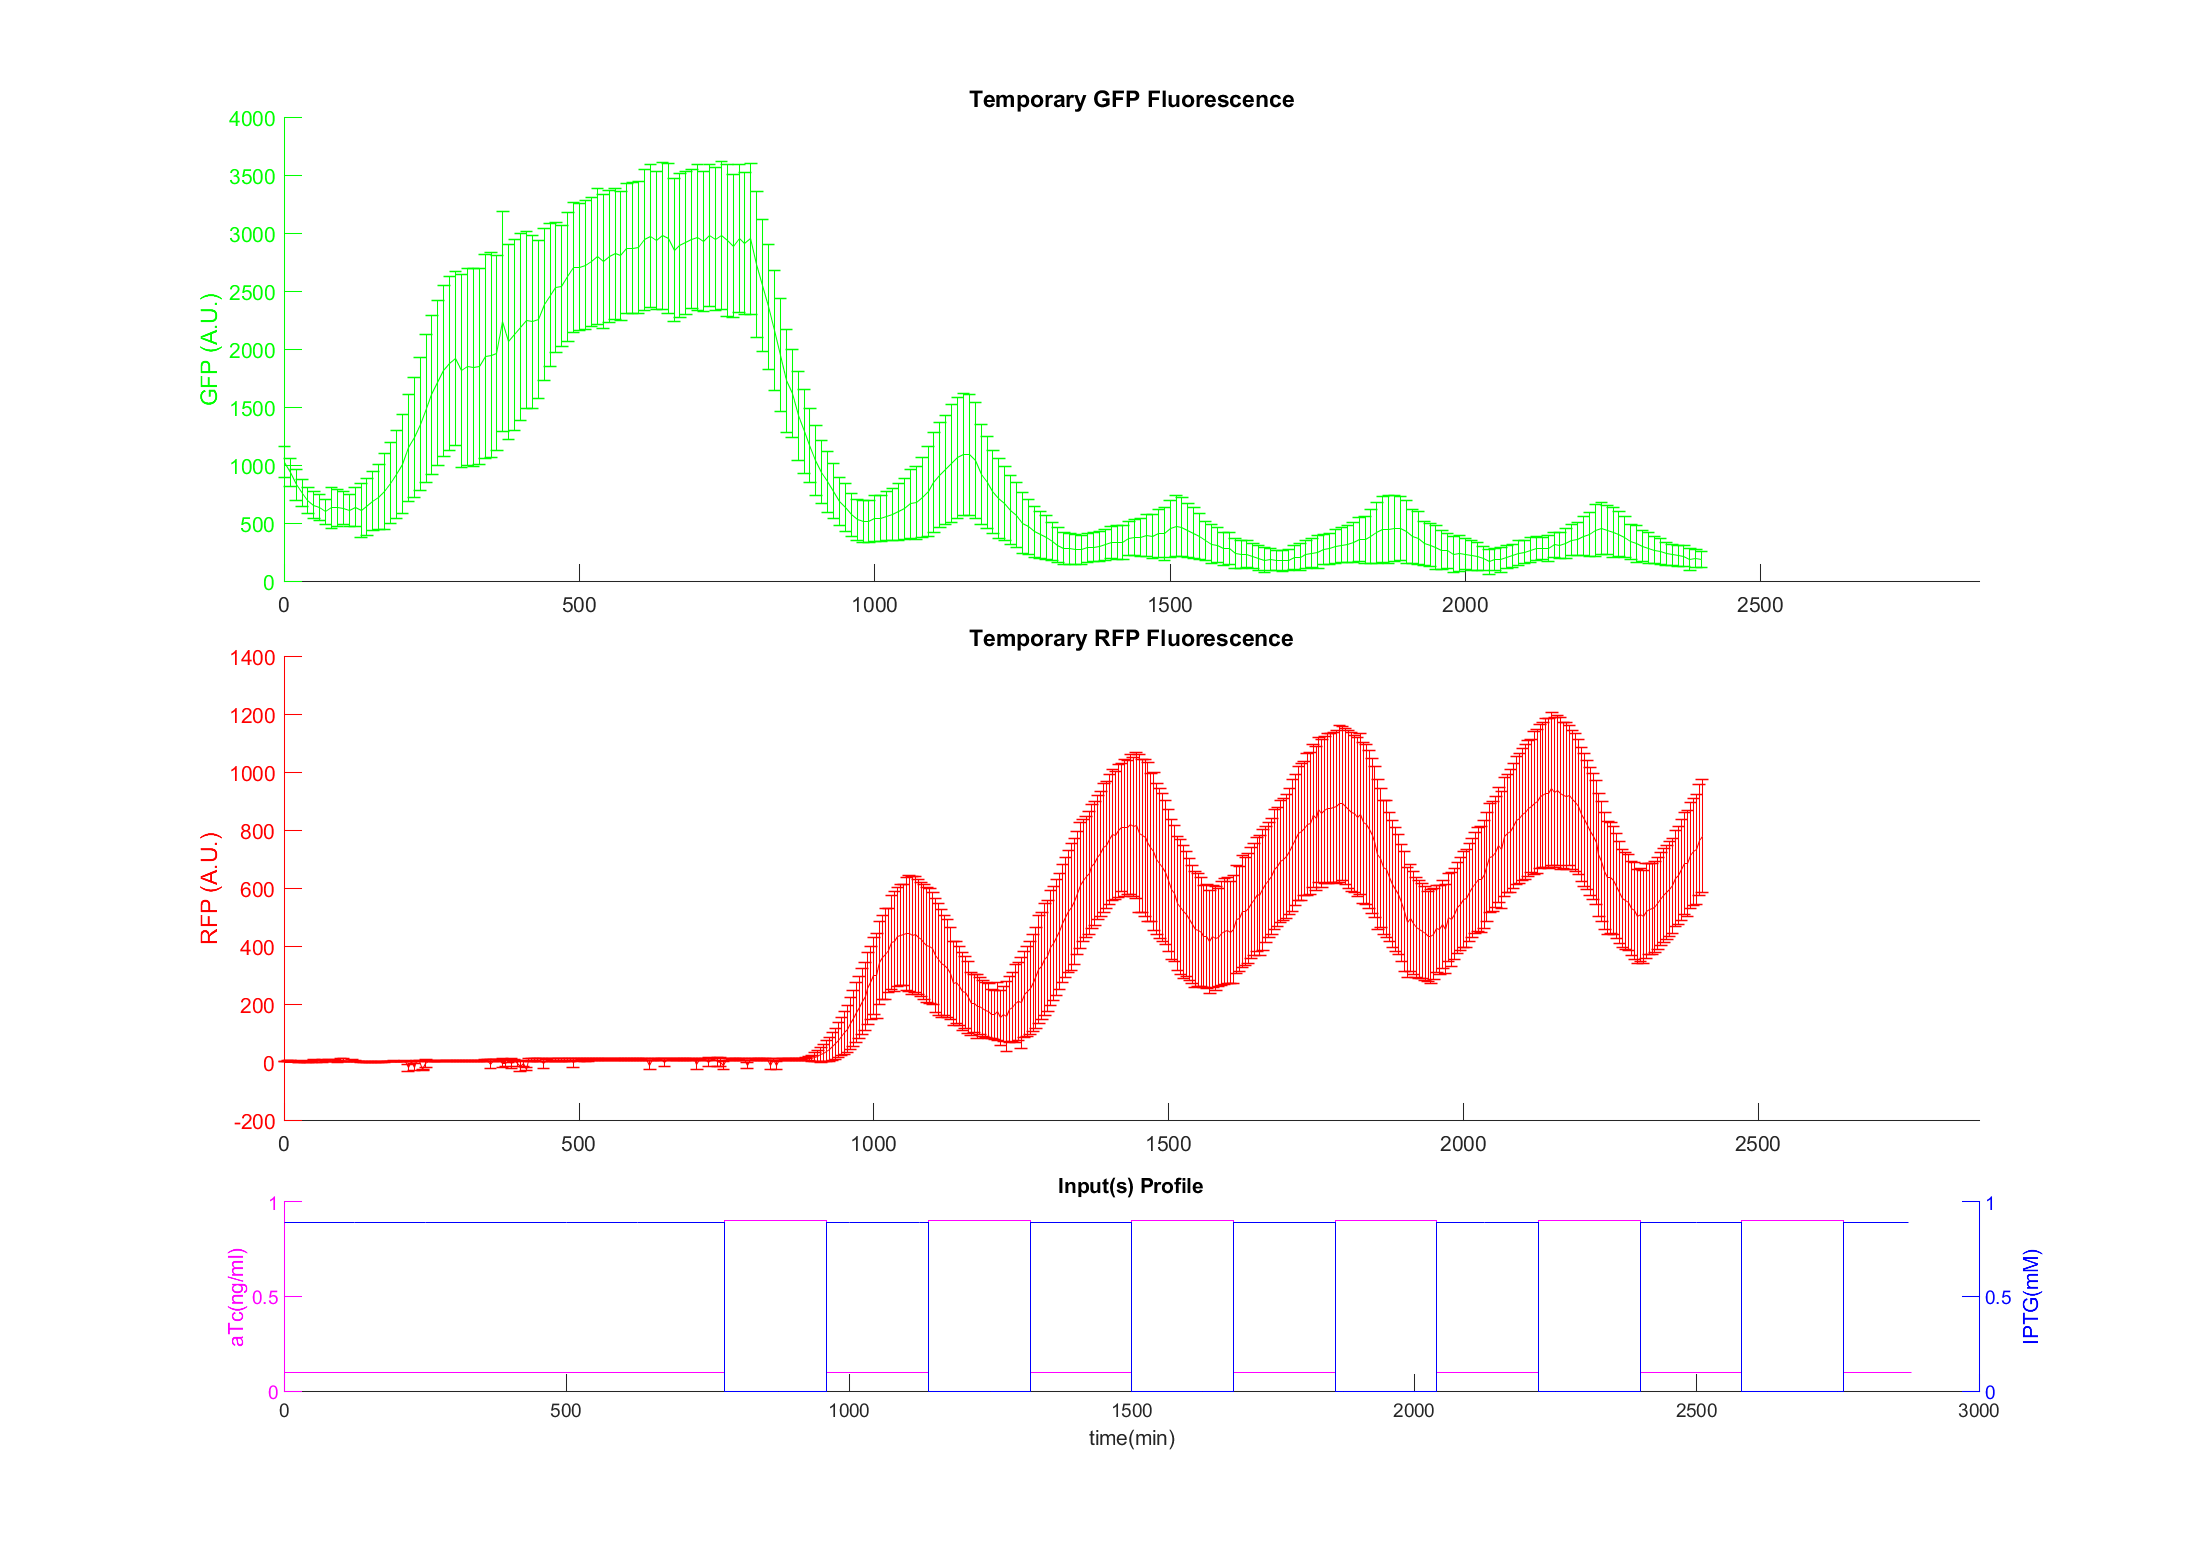 Temporary GFP Fluorescence
4000
3500
3000
2500
2000
1500
1000
500
0
GFP (A.U.)
0 500 1000 1500 2000 2500
Temporary RFP Fluorescence
1400
1200
1000
800
600
400
200
0
-200
RFP (A.U.)
0 500 1000 1500 2000 2500
Input(s) Profile
1
0.5
0
aTc(ng/ml)
1
0.5
0
IPTG(mM)
0 500 1000 1500 2000 2500 3000
time(min)